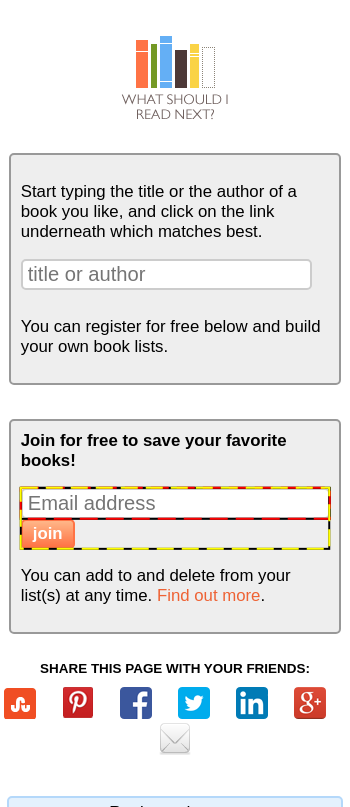 WHAT SHOULD I
READ NEXT?
Start typing the title or the author of a
book you like, and click on the link
underneath which matches best.
title or author
You can register for free below and build
your own book lists.
Join for free to save your favorite
books!
Email address
join
You can add to and delete from your
list(s) at any time. Find out more.
SHARE THIS PAGE WITH YOUR FRIENDS: